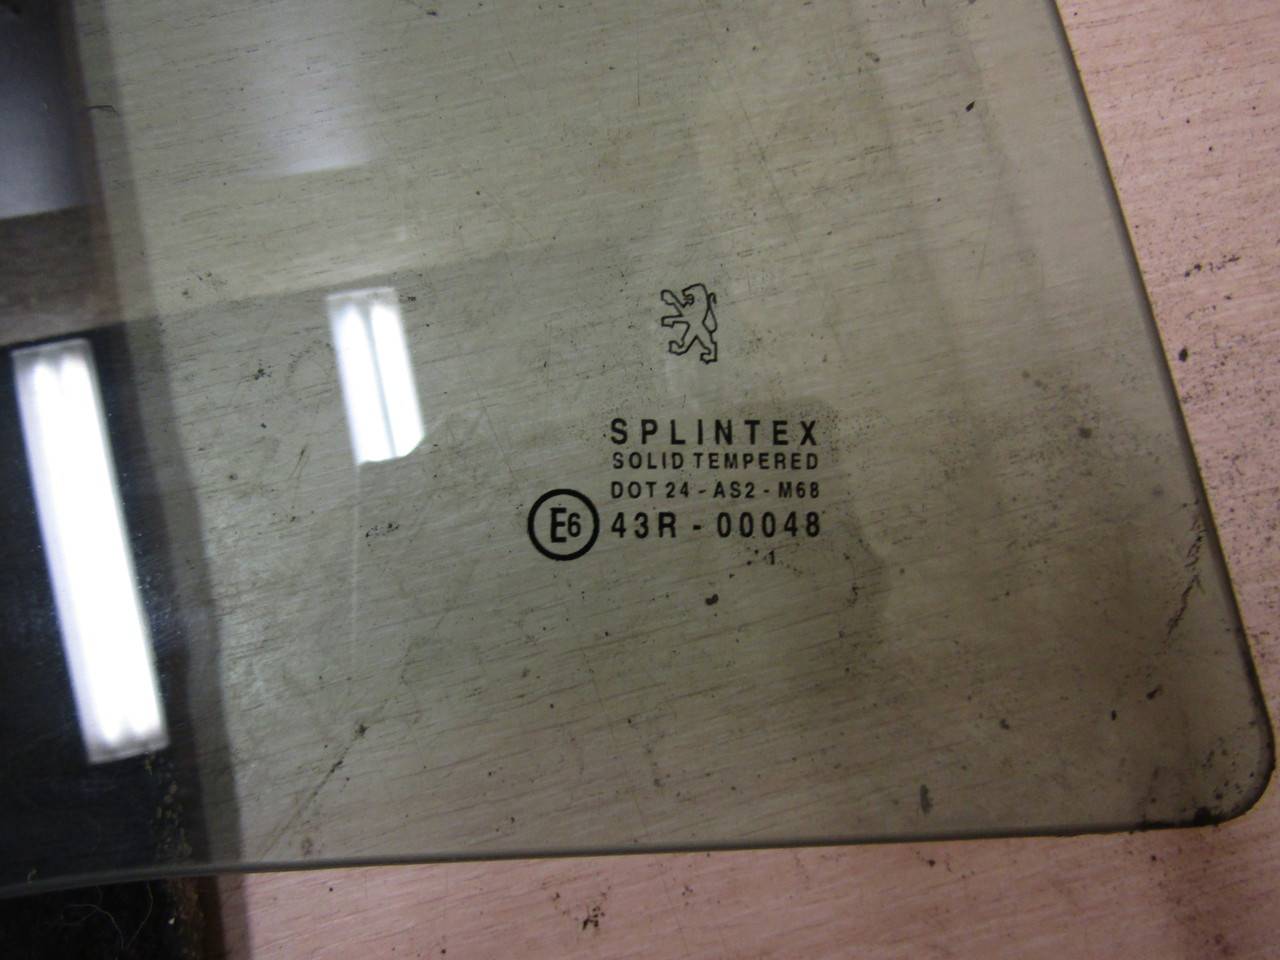 SPLINTEX
SOLID TEMPERED
DOT 24 - AS2 - M68
E6 43R - 00048